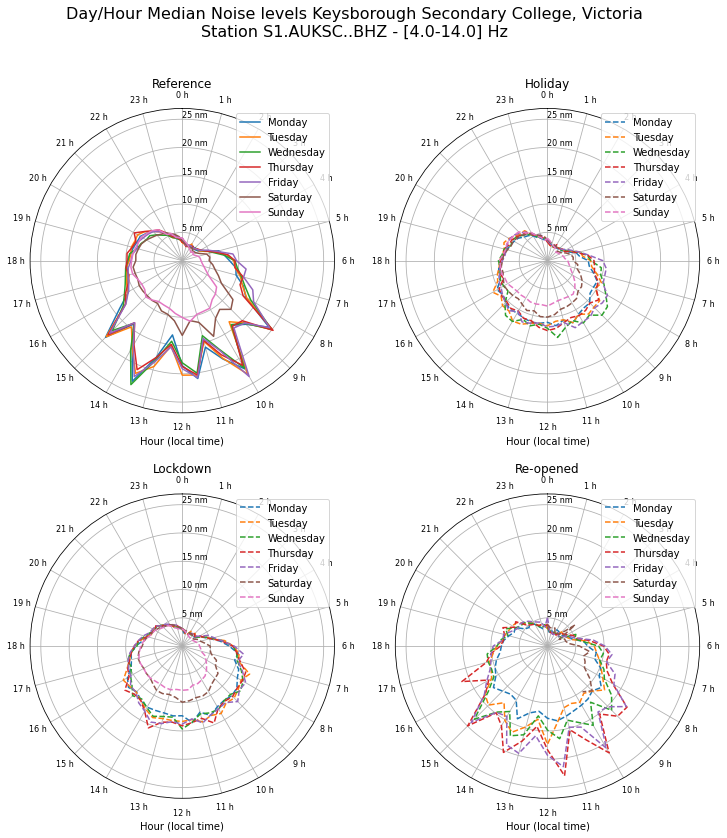 Day/Hour Median Noise levels Keysborough Secondary College, Victoria
Station S1.AUKSC..BHZ - [4.0-14.0] Hz
Reference
0 h
1 h
4 h
5 h
6 h
7 h
8 h
9 h
10 h
11 h
12 h
13 h
14 h
15 h
16 h
17 h
18 h
19 h
20 h
21 h
22 h
23 h
25 nm
20 nm
15 nm
10 nm
5 nm
Monday
Tuesday
Wednesday
Thursday
Friday
Saturday
Sunday
Hour (local time)
Holiday
0 h
1 h
4 h
5 h
6 h
7 h
8 h
9 h
10 h
11 h
12 h
13 h
14 h
15 h
16 h
17 h
18 h
19 h
20 h
21 h
22 h
23 h
25 nm
20 nm
15 nm
10 nm
5 nm
Monday
Tuesday
Wednesday
Thursday
Friday
Saturday
Sunday
Hour (local time)
Lockdown
0 h
1 h
4 h
5 h
6 h
7 h
8 h
9 h
10 h
11 h
12 h
13 h
14 h
15 h
16 h
17 h
18 h
19 h
20 h
21 h
22 h
23 h
25 nm
20 nm
15 nm
10 nm
5 nm
Monday
Tuesday
Wednesday
Thursday
Friday
Saturday
Sunday
Hour (local time)
Re-opened
0 h
1 h
4 h
5 h
6 h
7 h
8 h
9 h
10 h
11 h
12 h
13 h
14 h
15 h
16 h
17 h
18 h
19 h
20 h
21 h
22 h
23 h
25 nm
20 nm
15 nm
10 nm
5 nm
Monday
Tuesday
Wednesday
Thursday
Friday
Saturday
Sunday
Hour (local time)